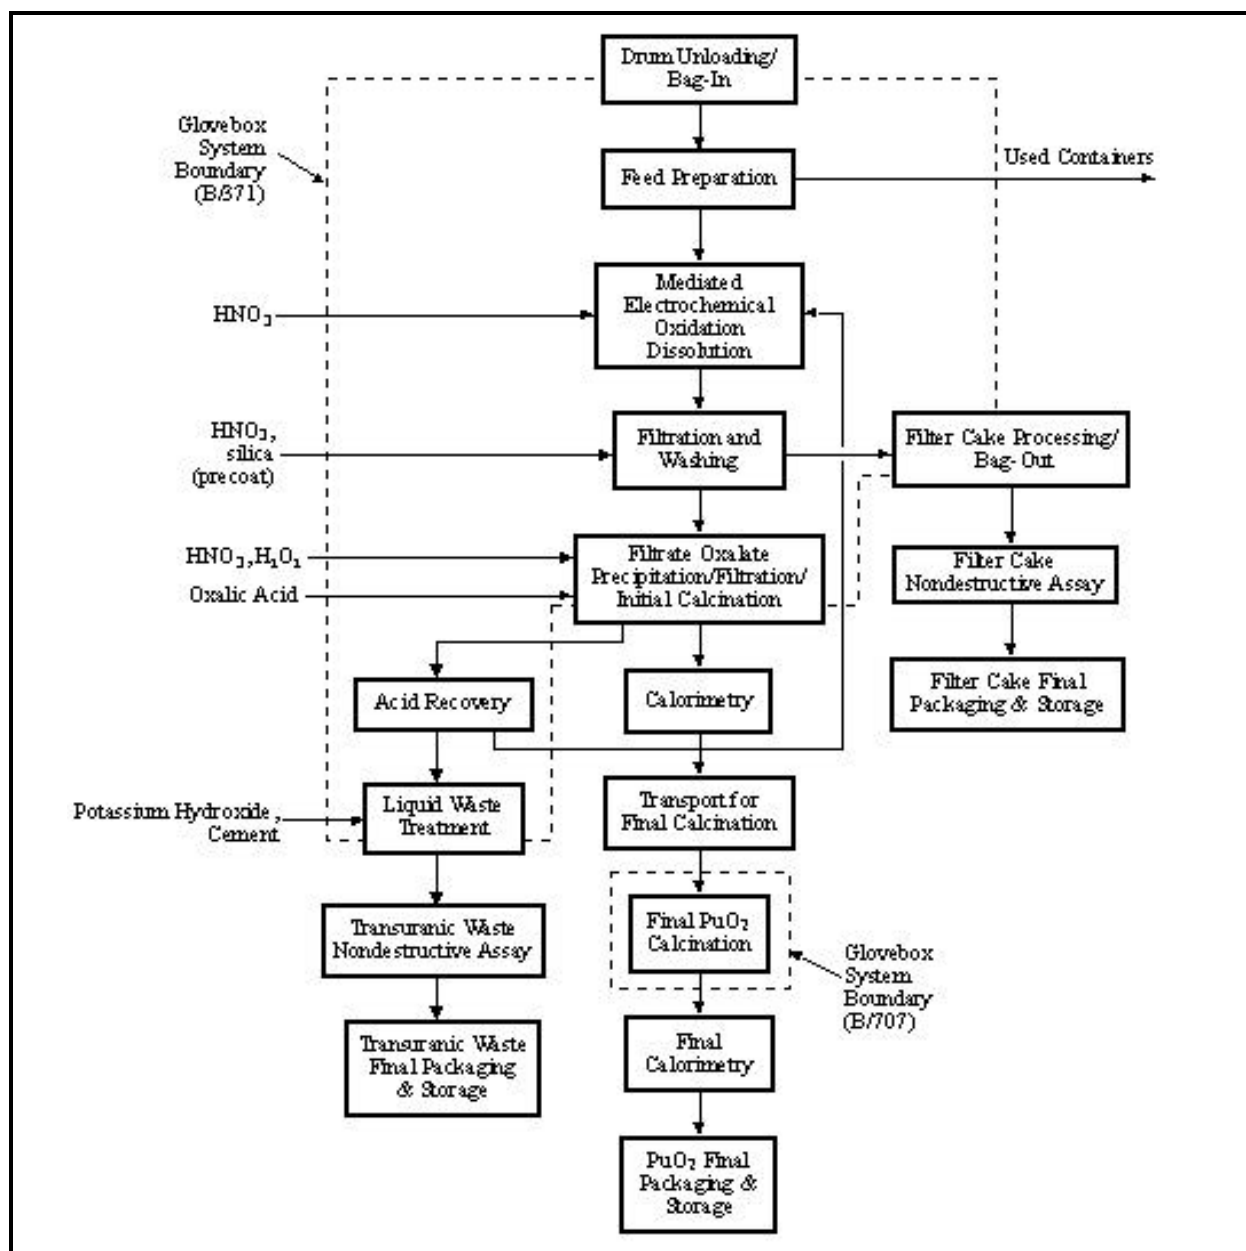 Drum Unloading/
Bag-In
Glovebox
System
Boundary
(B/371)
Feed Preparation
Used Containers
Mediated
Electrochemical
Oxidation
Dissolution
HNO₃
HNO₃,
silica
(precoat)
Filtration and
Washing
Filter Cake Processing/
Bag-Out
HNO₃,H₂O₂
Oxalic Acid
Filtrate Oxalate
Precipitation/Filtration/
Initial Calcination
Filter Cake
Nondestructive Assay
Acid Recovery
Calorimetry
Filter Cake Final
Packaging & Storage
Potassium Hydroxide,
Cement
Liquid Waste
Treatment
Transport for
Final Calcination
Transuranic Waste
Nondestructive Assay
Final PuO₂
Calcination
Glovebox
System
Boundary
(B/707)
Transuranic Waste
Final Packaging
& Storage
Final
Calorimetry
PuO₂ Final
Packaging &
Storage